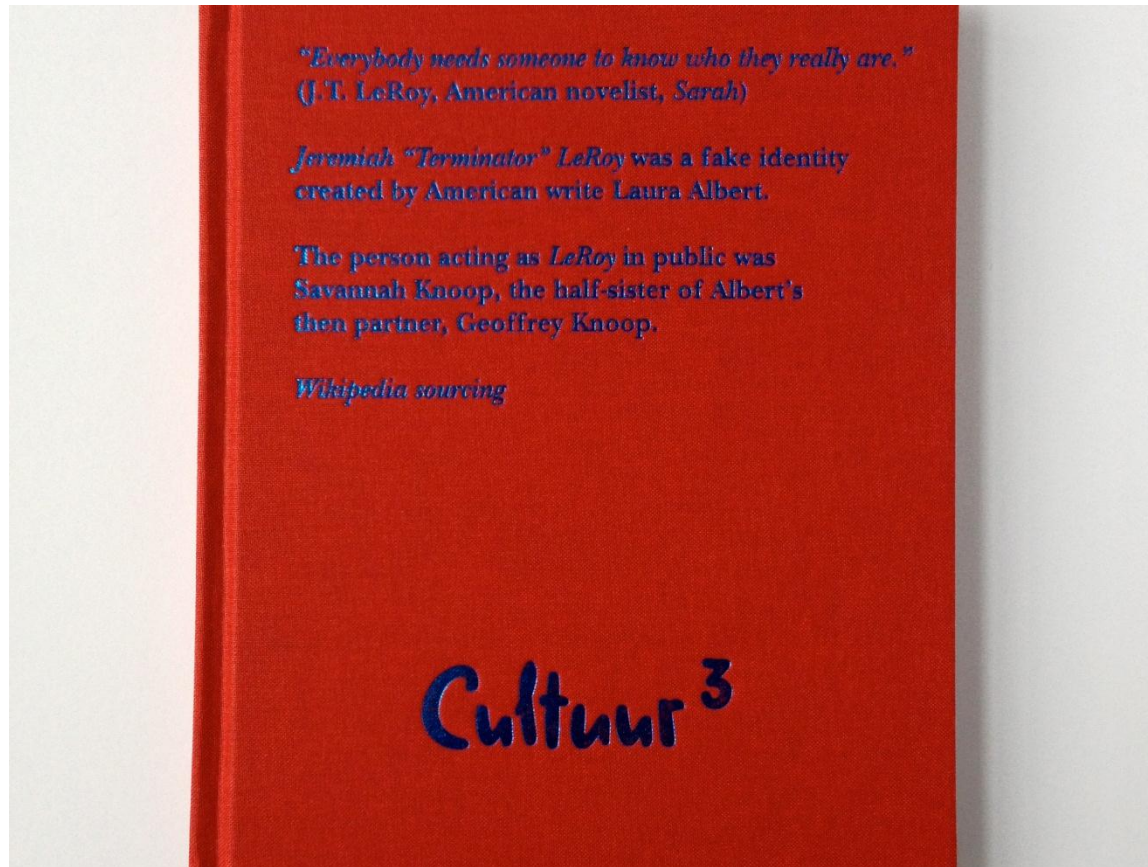 “Everybody needs someone to know who they really are.”
(J.T. LeRoy, American novelist, Sarah)
Jeremiah “Terminator” LeRoy was a fake identity
created by American write Laura Albert.
The person acting as LeRoy in public was
Savannah Knoop, the half-sister of Albert’s
then partner, Geoffrey Knoop.
Wikipedia sourcing
Cultuur ³